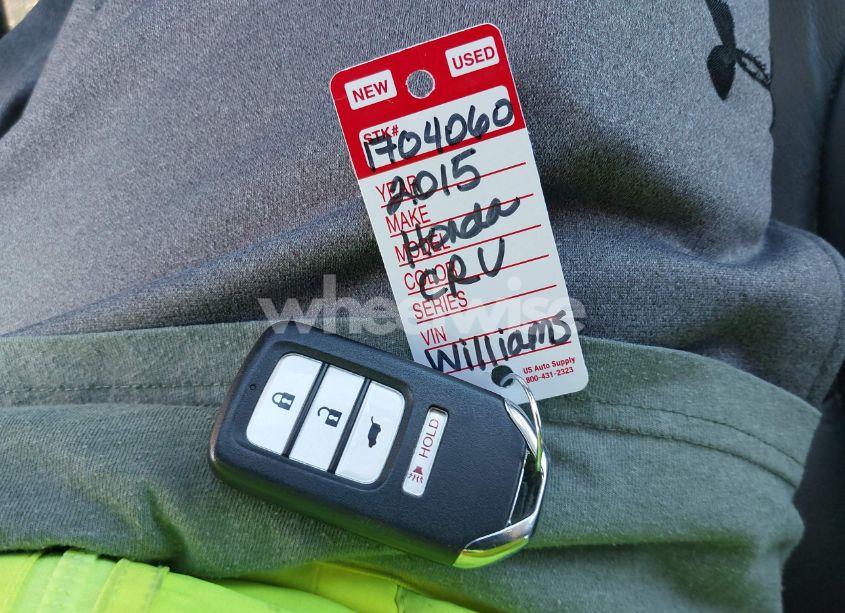 NEW USED
STK#
1704060
YEAR
2015
MAKE
Honda
MODEL
CRV
COLOR
SERIES
VIN
Williams
US Auto Supply
800-431-2323
wheelwise
HOLD